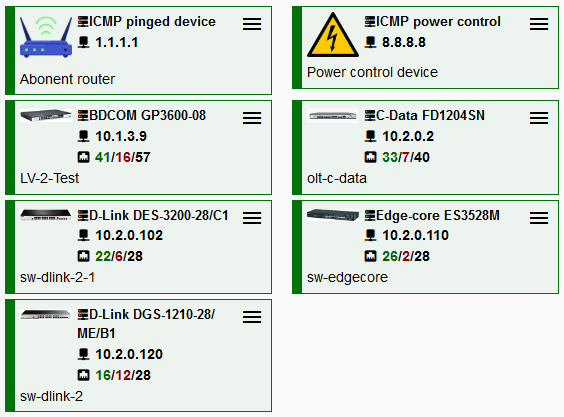 ICMP pinged device
1.1.1.1
Abonent router
ICMP power control
8.8.8.8
Power control device
BDCOM GP3600-08
10.1.3.9
41/16/57
LV-2-Test
C-Data FD1204SN
10.2.0.2
33/7/40
olt-c-data
D-Link DES-3200-28/C1
10.2.0.102
22/6/28
sw-dlink-2-1
Edge-core ES3528M
10.2.0.110
26/2/28
sw-edgecore
D-Link DGS-1210-28/
ME/B1
10.2.0.120
16/12/28
sw-dlink-2